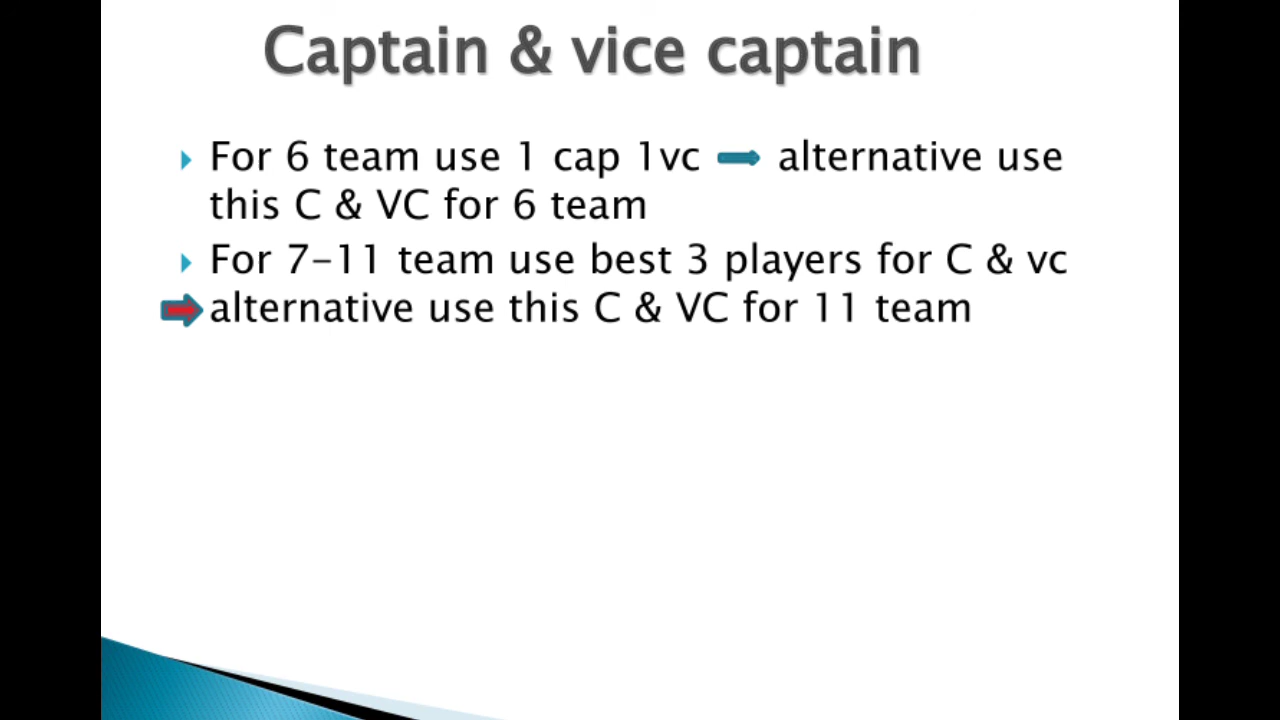 Captain & vice captain
For 6 team use 1 cap 1vc alternative use
this C & VC for 6 team
For 7-11 team use best 3 players for C & vc
alternative use this C & VC for 11 team